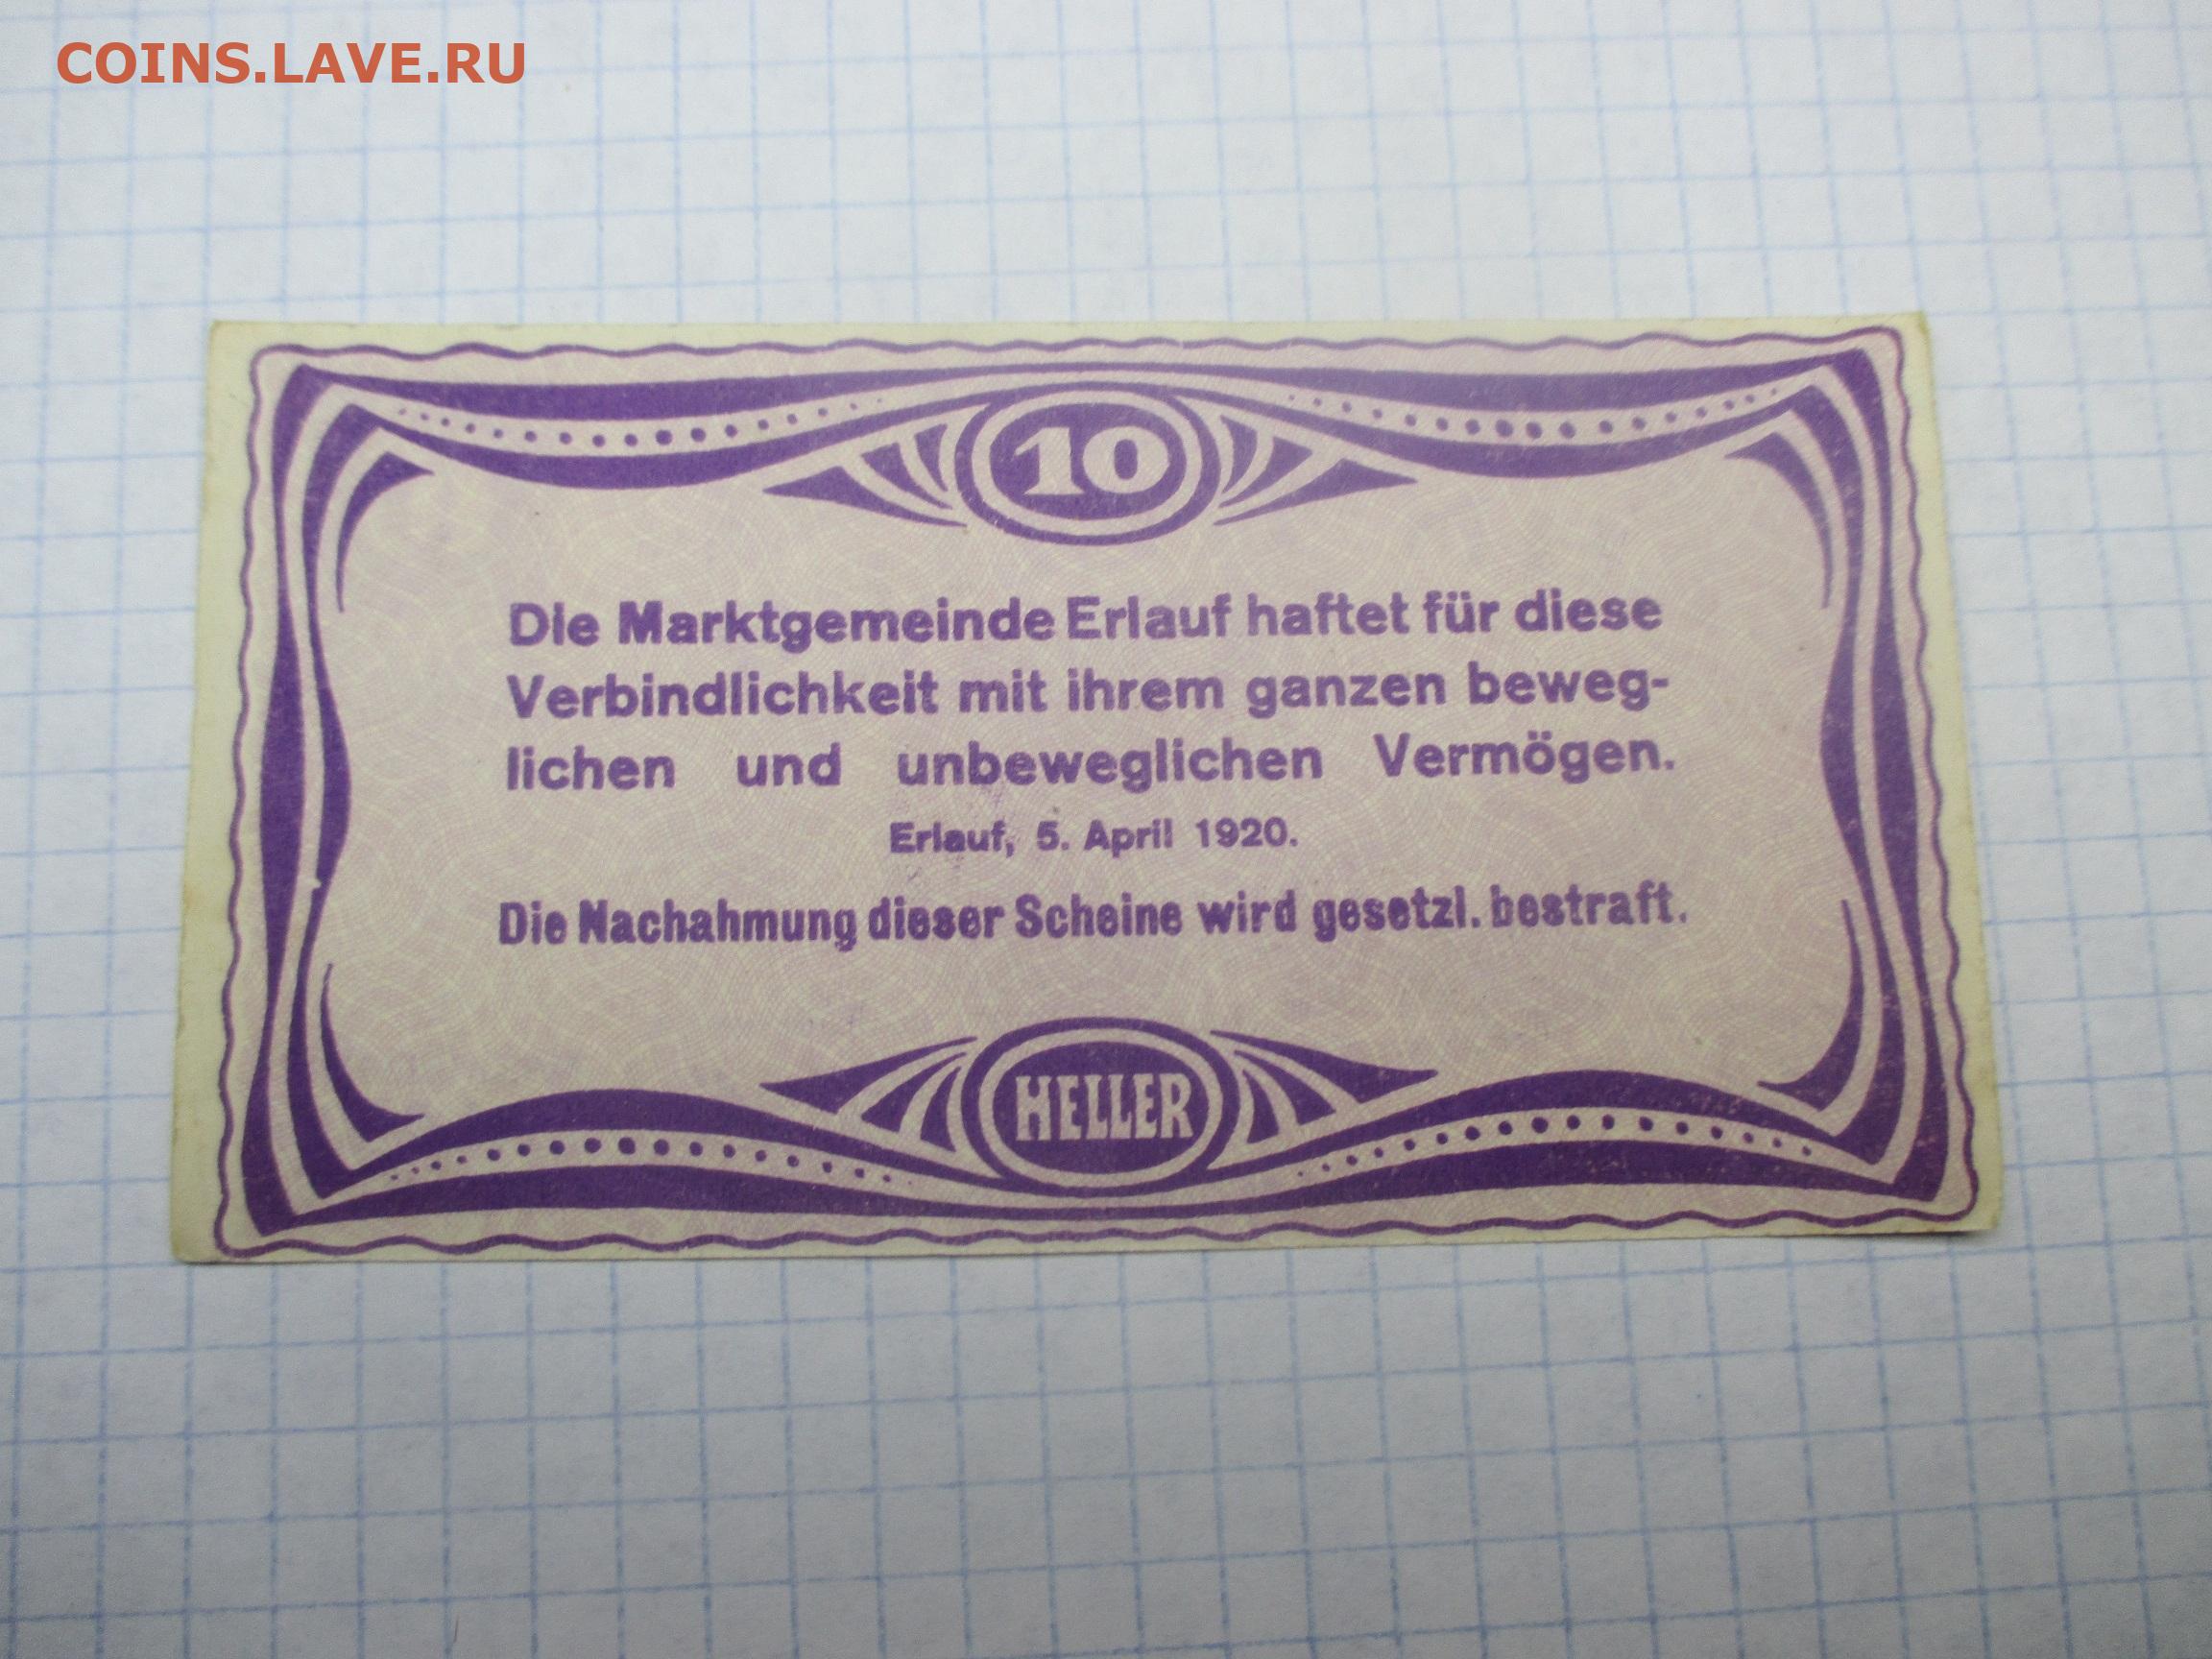 COINS.LAVE.RU
10
Die Marktgemeinde Erlauf haftet für diese
Verbindlichkeit mit ihrem ganzen beweg-
lichen und unbeweglichen Vermögen.
Erlauf, 5. April 1920.
Die Nachahmung dieser Scheine wird gesetzl. bestraft.
HELLER